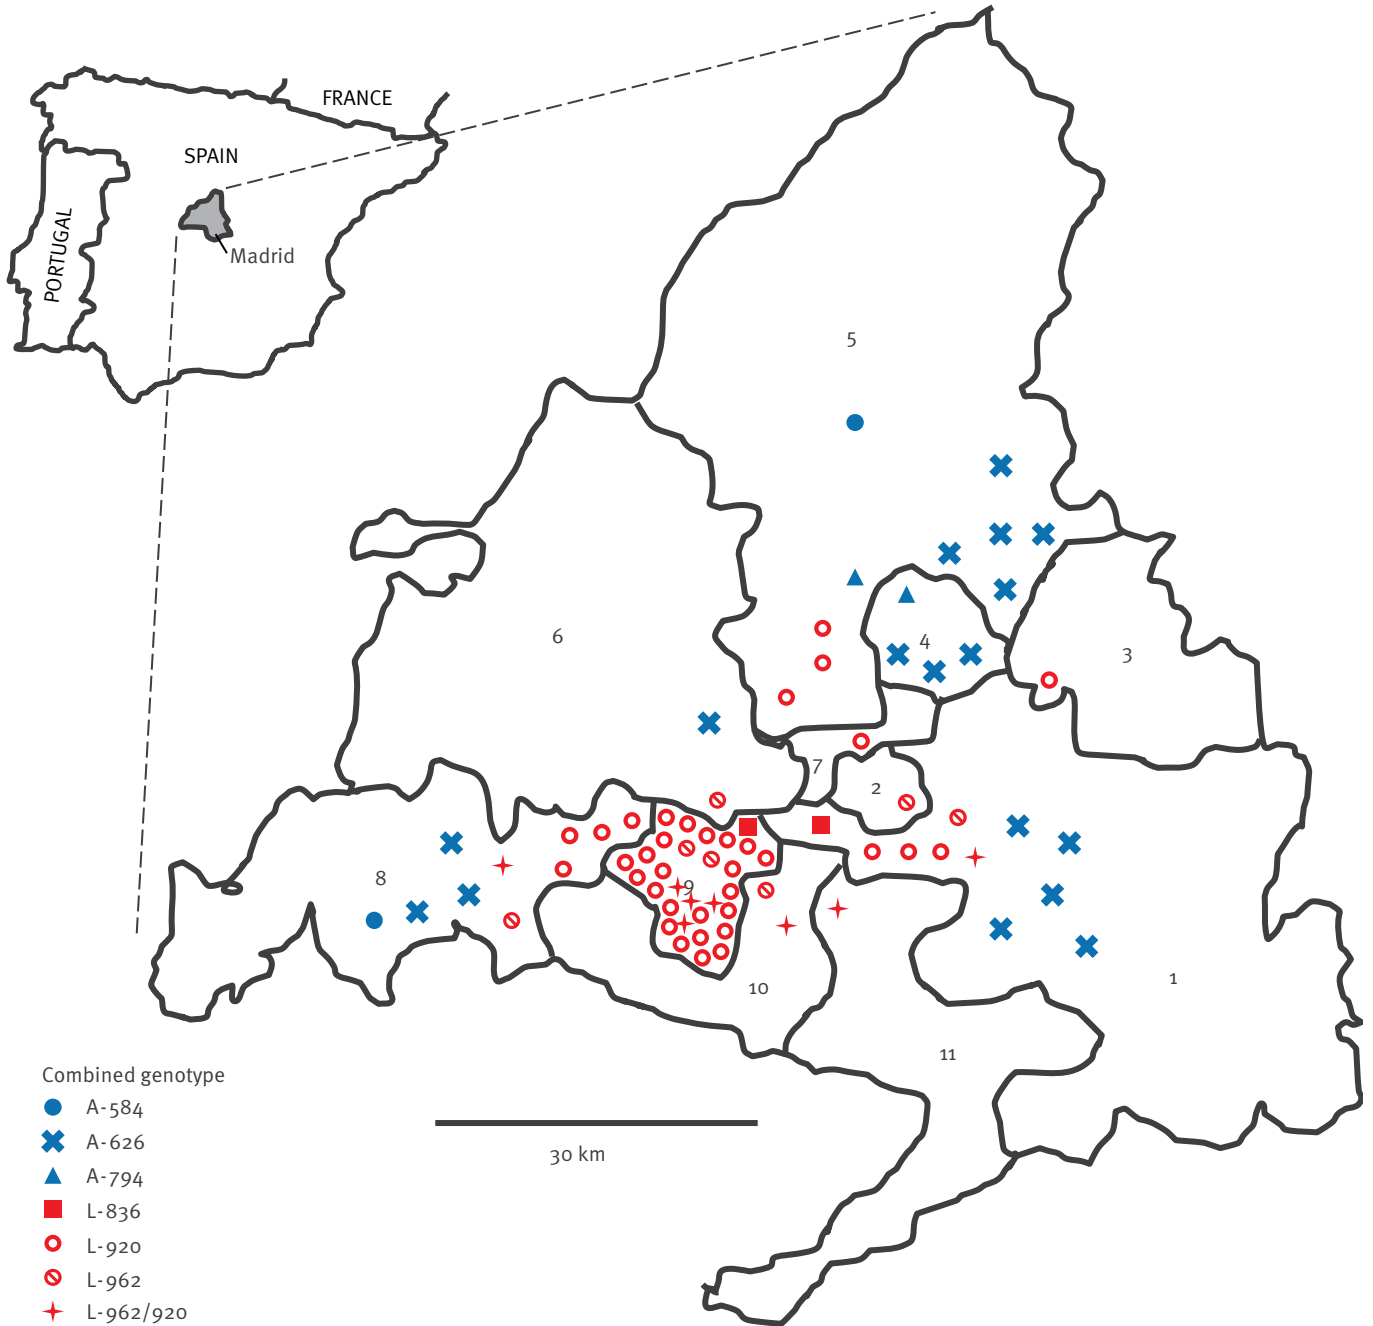 FRANCE
SPAIN
PORTUGAL
Madrid
5
6
4
3
7
2
8
9
10
1
11
Combined genotype
A-584
A-626
A-794
L-836
L-920
L-962
L-962/920
30 km